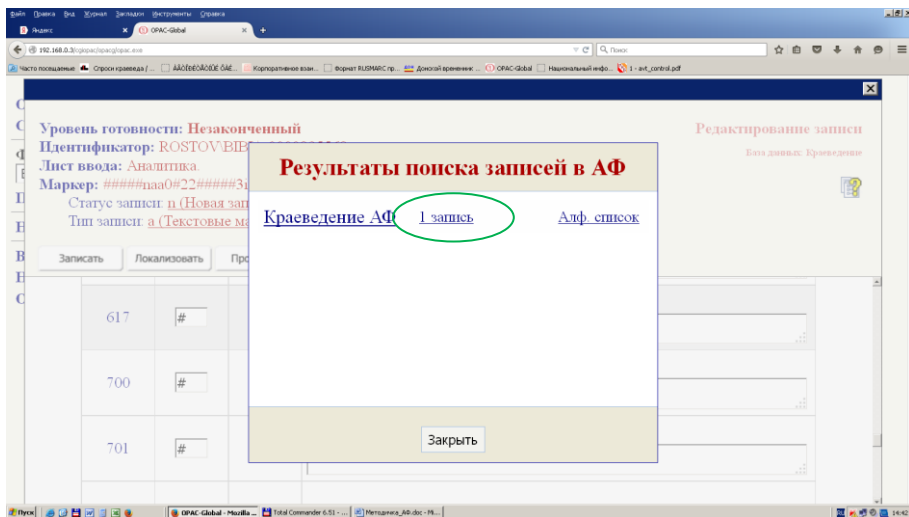 Файл Правка Вид Журнал Закладки Инструменты Справка
Яндекс × OPAC-Global × +
192.168.0.3/cgiopac/opacg/opac.exe Поиск
Часто посещаемые Спроси краеведа / ... Корпоративное взаи... Формат RUSMARC пр... Донской временник ... OPAC-Global Национальный инфо... 1 - avt_control.pdf
Уровень готовности: Незаконченный Редактирование записи
Идентификатор: ROSTOV\BIB База данных: Краеведение
Лист ввода: Аналитика.
Маркер: #####naa0#22#####3i
Статус записи: n (Новая зап
Тип записи: a (Текстовые ма
Записать Локализовать Про
Результаты поиска записей в АФ
Краеведение АФ 1 запись Алф. список
Закрыть
617 #
700 #
701 #
Пуск OPAC-Global - Mozilla ... Total Commander 6.51 - ... Методичка_АФ.doc - Mi... 14:42